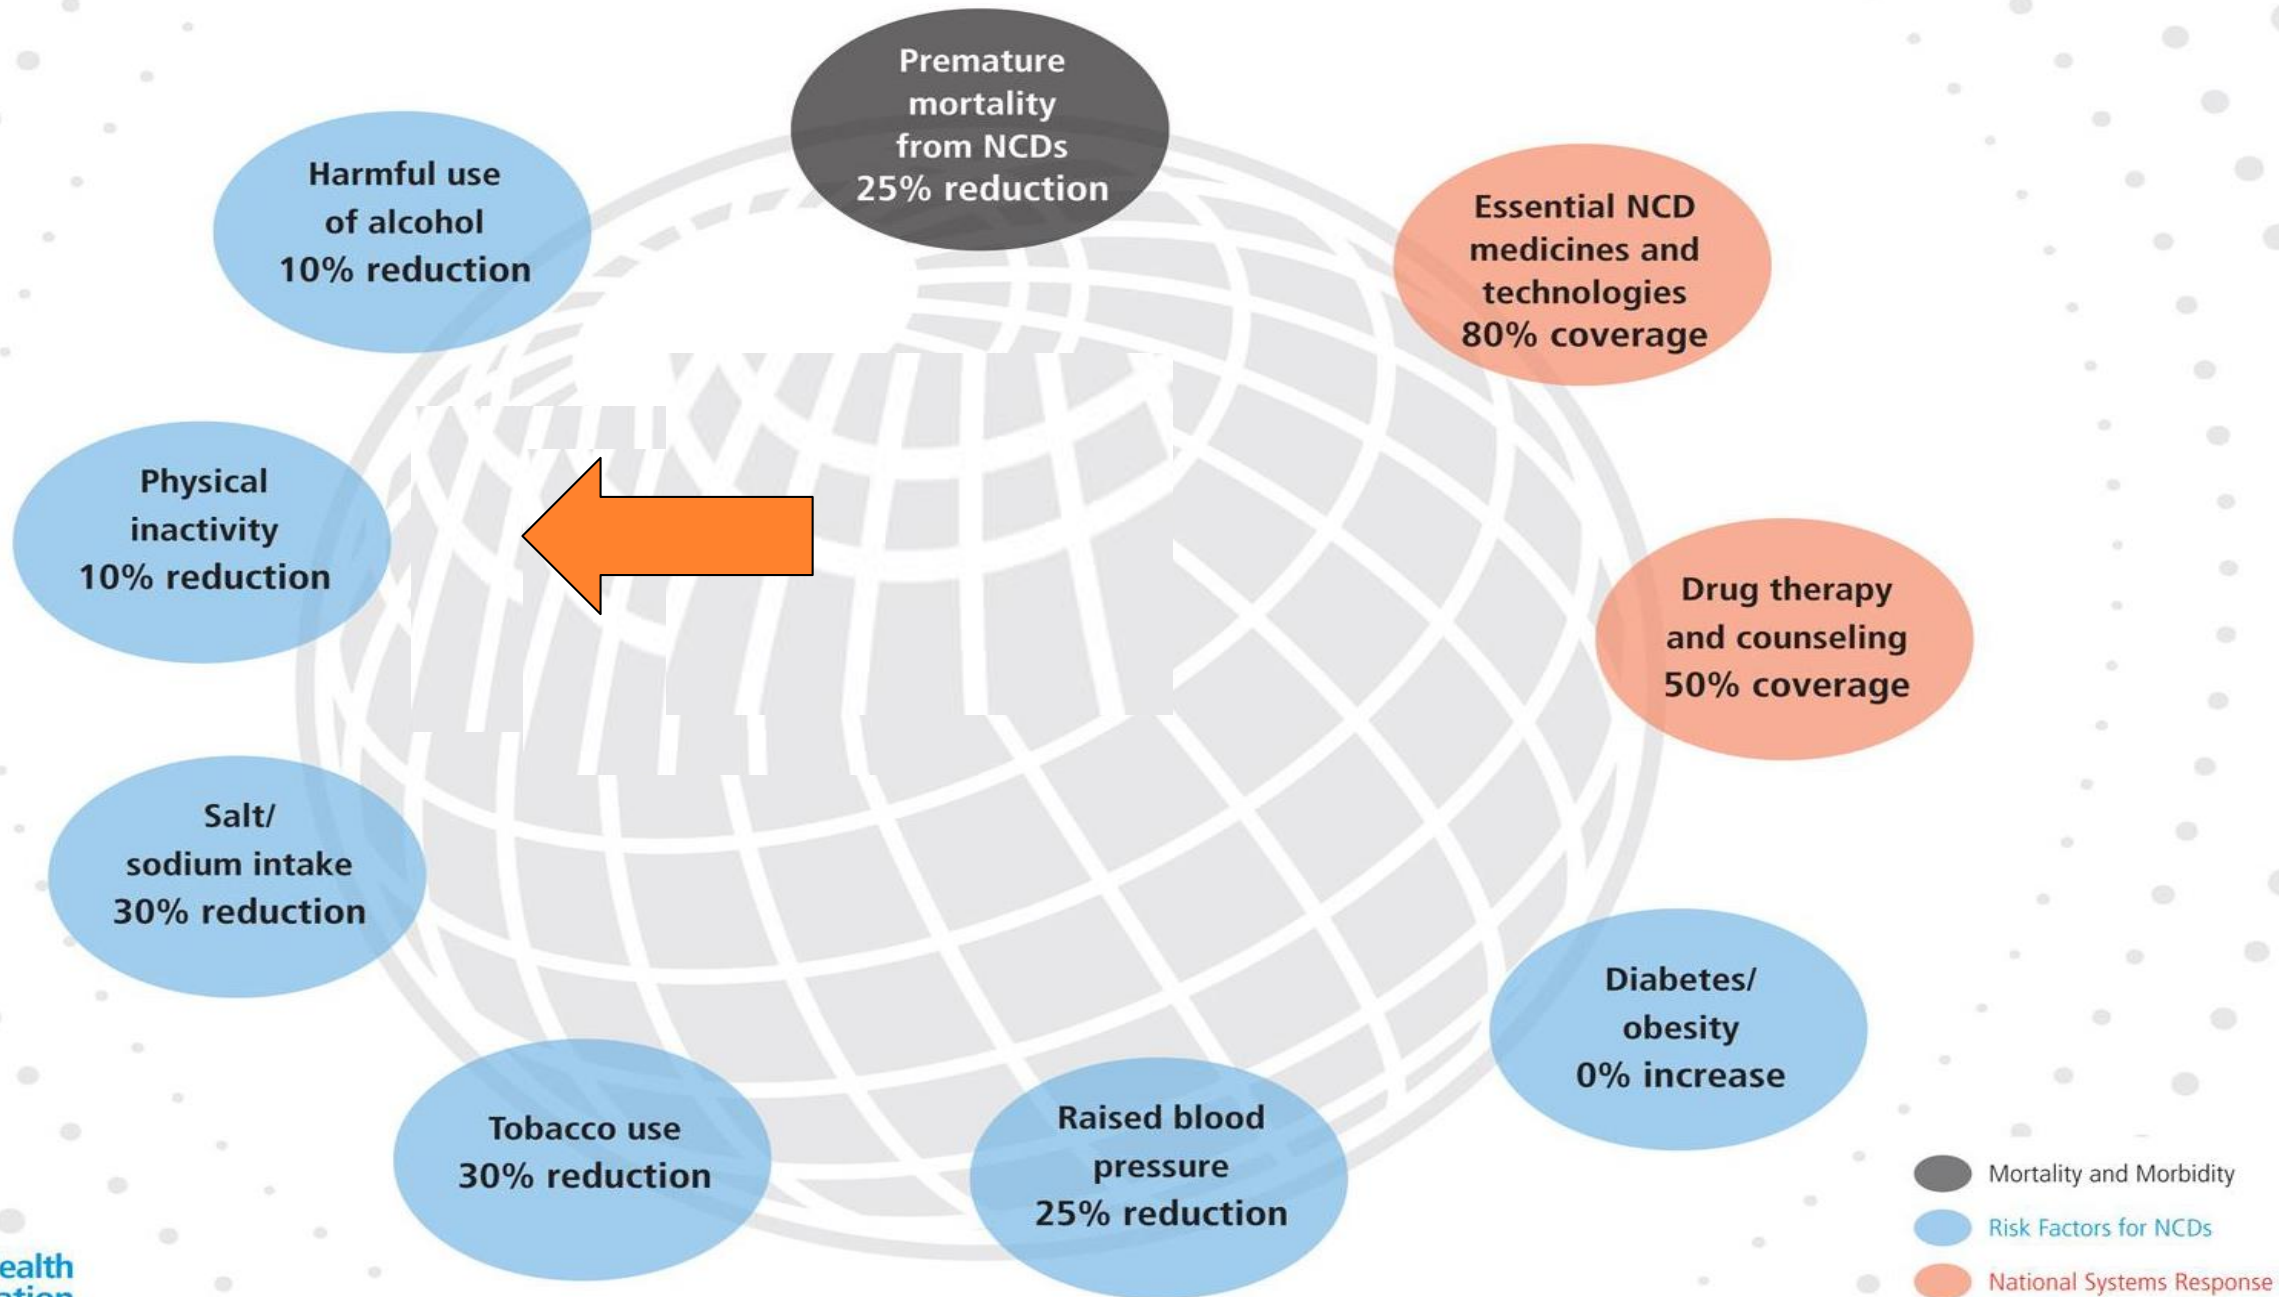 Premature
mortality
from NCDs
25% reduction
Harmful use
of alcohol
10% reduction
Essential NCD
medicines and
technologies
80% coverage
Physical
inactivity
10% reduction
Drug therapy
and counseling
50% coverage
Salt/
sodium intake
30% reduction
Diabetes/
obesity
0% increase
Tobacco use
30% reduction
Raised blood
pressure
25% reduction
Mortality and Morbidity
Risk Factors for NCDs
National Systems Response